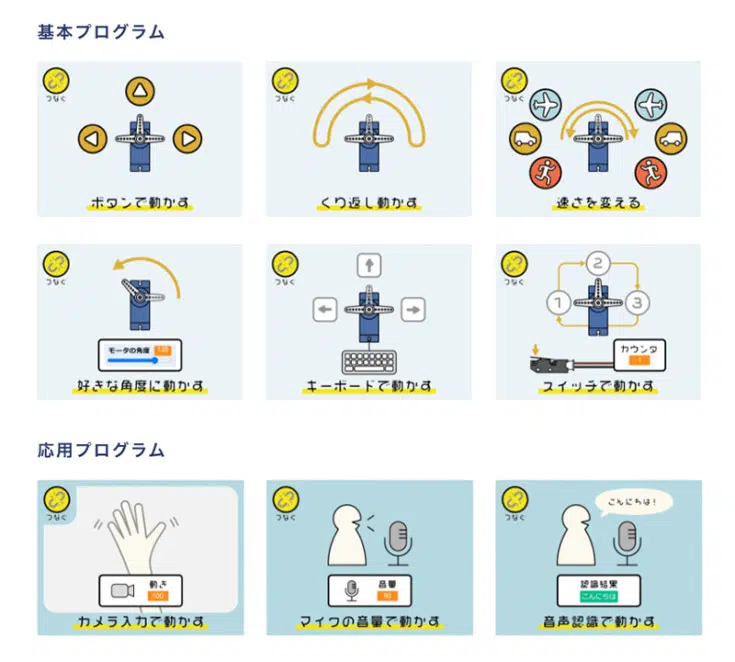 基本プログラム
つなぐ
ボタンで動かす
つなぐ
くり返し動かす
つなぐ
速さを変える
つなぐ
モータの角度
好きな角度に動かす
つなぐ
キーボードで動かす
つなぐ
1
2
3
カウンタ
1
スイッチで動かす
応用プログラム
つなぐ
動き
100
カメラ入力で動かす
つなぐ
音量
90
マイクの音量で動かす
つなぐ
こんにちは!
認識結果
こんにちは
音声認識で動かす